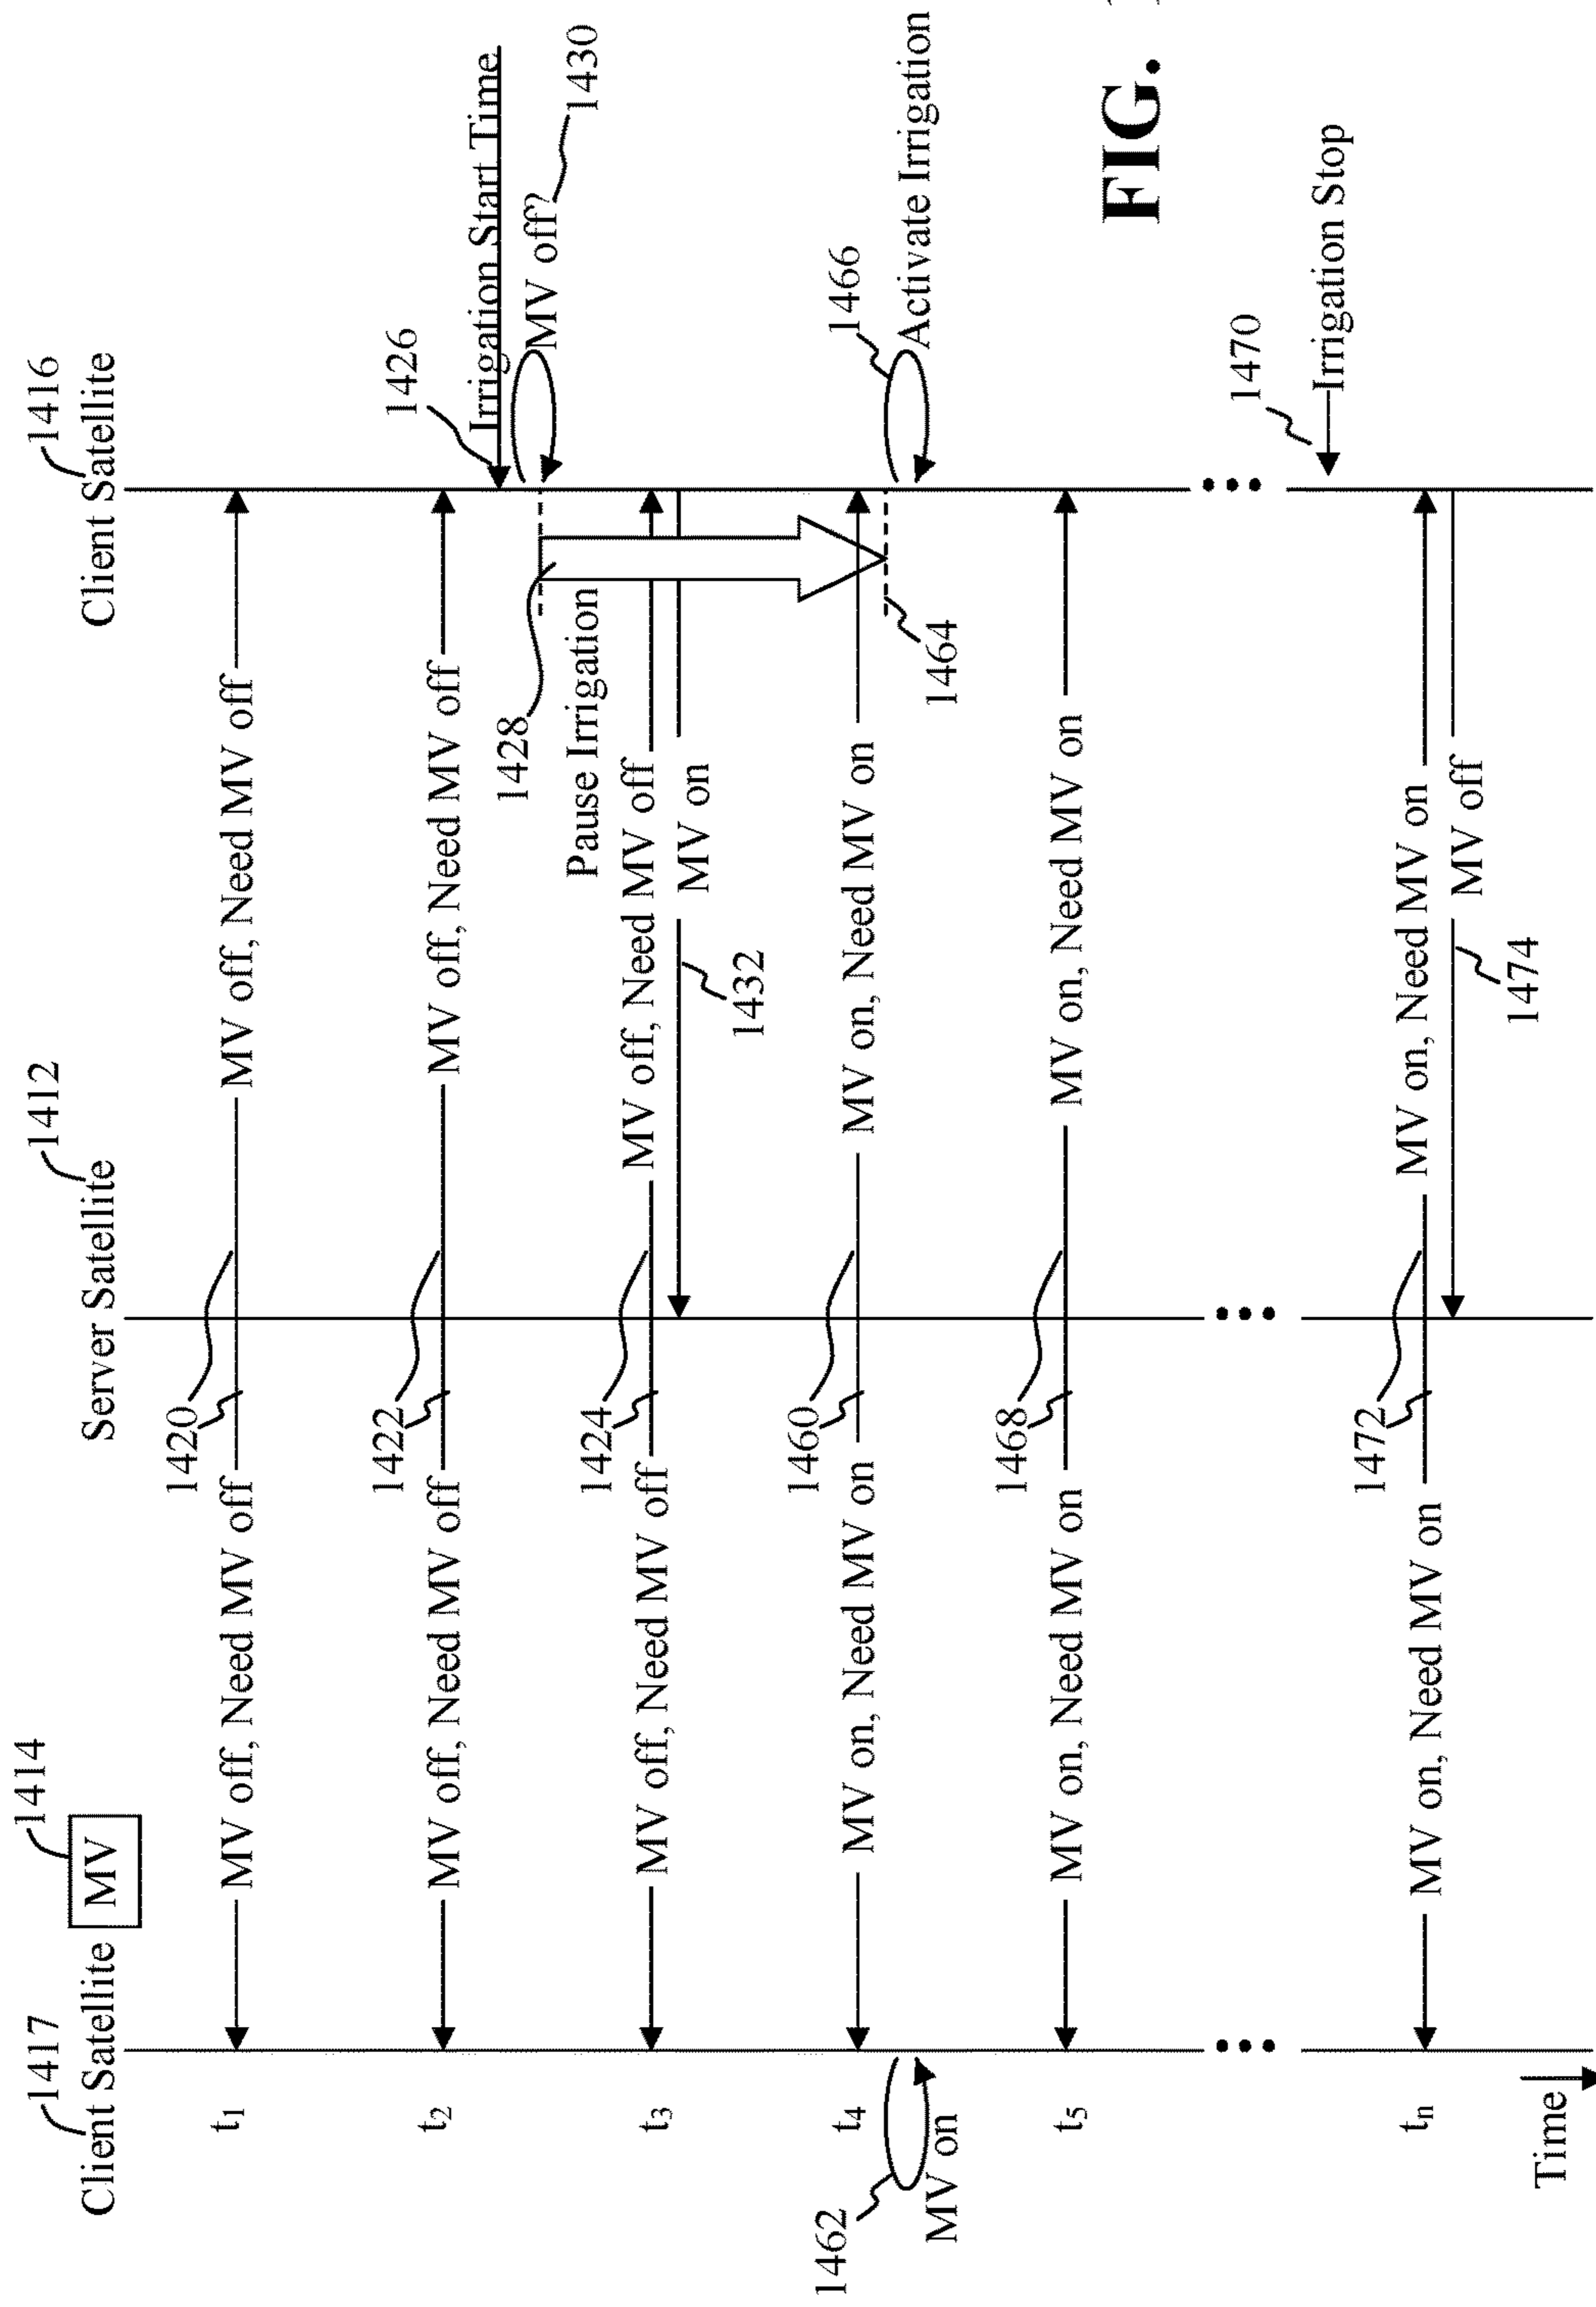 1417
Client Satellite
1414
MV
1412
Server Satellite
1416
Client Satellite
t1
MV off, Need MV off
1420
MV off, Need MV off
t2
MV off, Need MV off
1422
MV off, Need MV off
1426
Irrigation Start Time
MV off?
1430
1428
Pause Irrigation
t3
MV off, Need MV off
1424
MV off, Need MV off
MV on
1432
t4
MV on, Need MV on
1460
MV on, Need MV on
1462
MV on
1464
1466
Activate Irrigation
t5
MV on, Need MV on
1468
MV on, Need MV on
1470
Irrigation Stop
tn
MV on, Need MV on
1472
MV on, Need MV on
MV off
1474
Time
FIG.